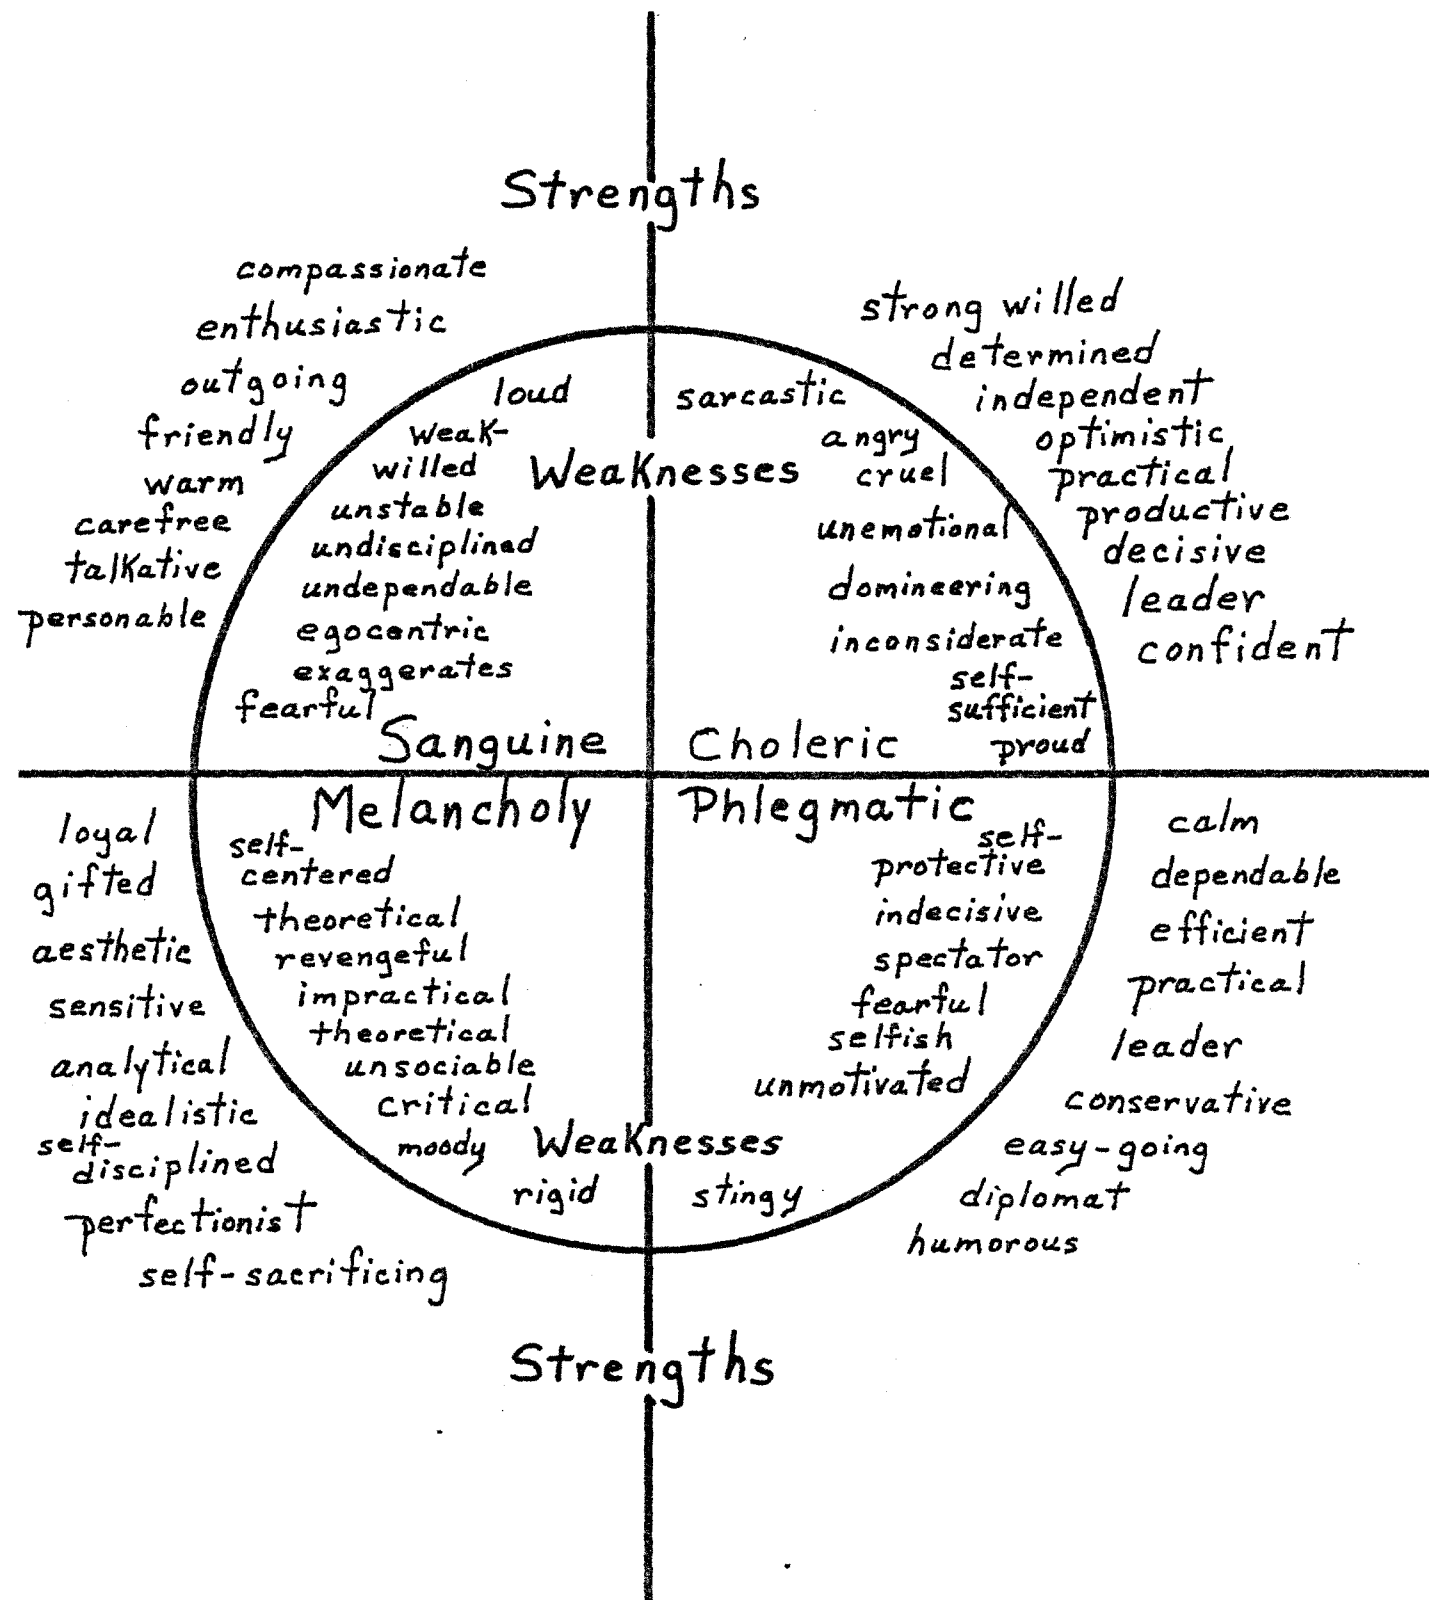 Strengths
compassionate
enthusiastic
outgoing
friendly
warm
carefree
talkative
personable
strong willed
determined
independent
optimistic
practical
productive
decisive
leader
confident
loud
weak-
willed
unstable
undisciplined
undependable
egocentric
exaggerates
fearful
Weaknesses
sarcastic
angry
cruel
unemotional
domineering
inconsiderate
self-
sufficient
proud
Sanguine
Choleric
Melancholy
Phlegmatic
loyal
gifted
aesthetic
sensitive
analytical
idealistic
self-
disciplined
perfectionist
self-sacrificing
self-
centered
theoretical
revengeful
impractical
theoretical
unsociable
critical
moody
rigid
Weaknesses
self-
protective
indecisive
spectator
fearful
selfish
unmotivated
stingy
calm
dependable
efficient
practical
leader
conservative
easy-going
diplomat
humorous
Strengths